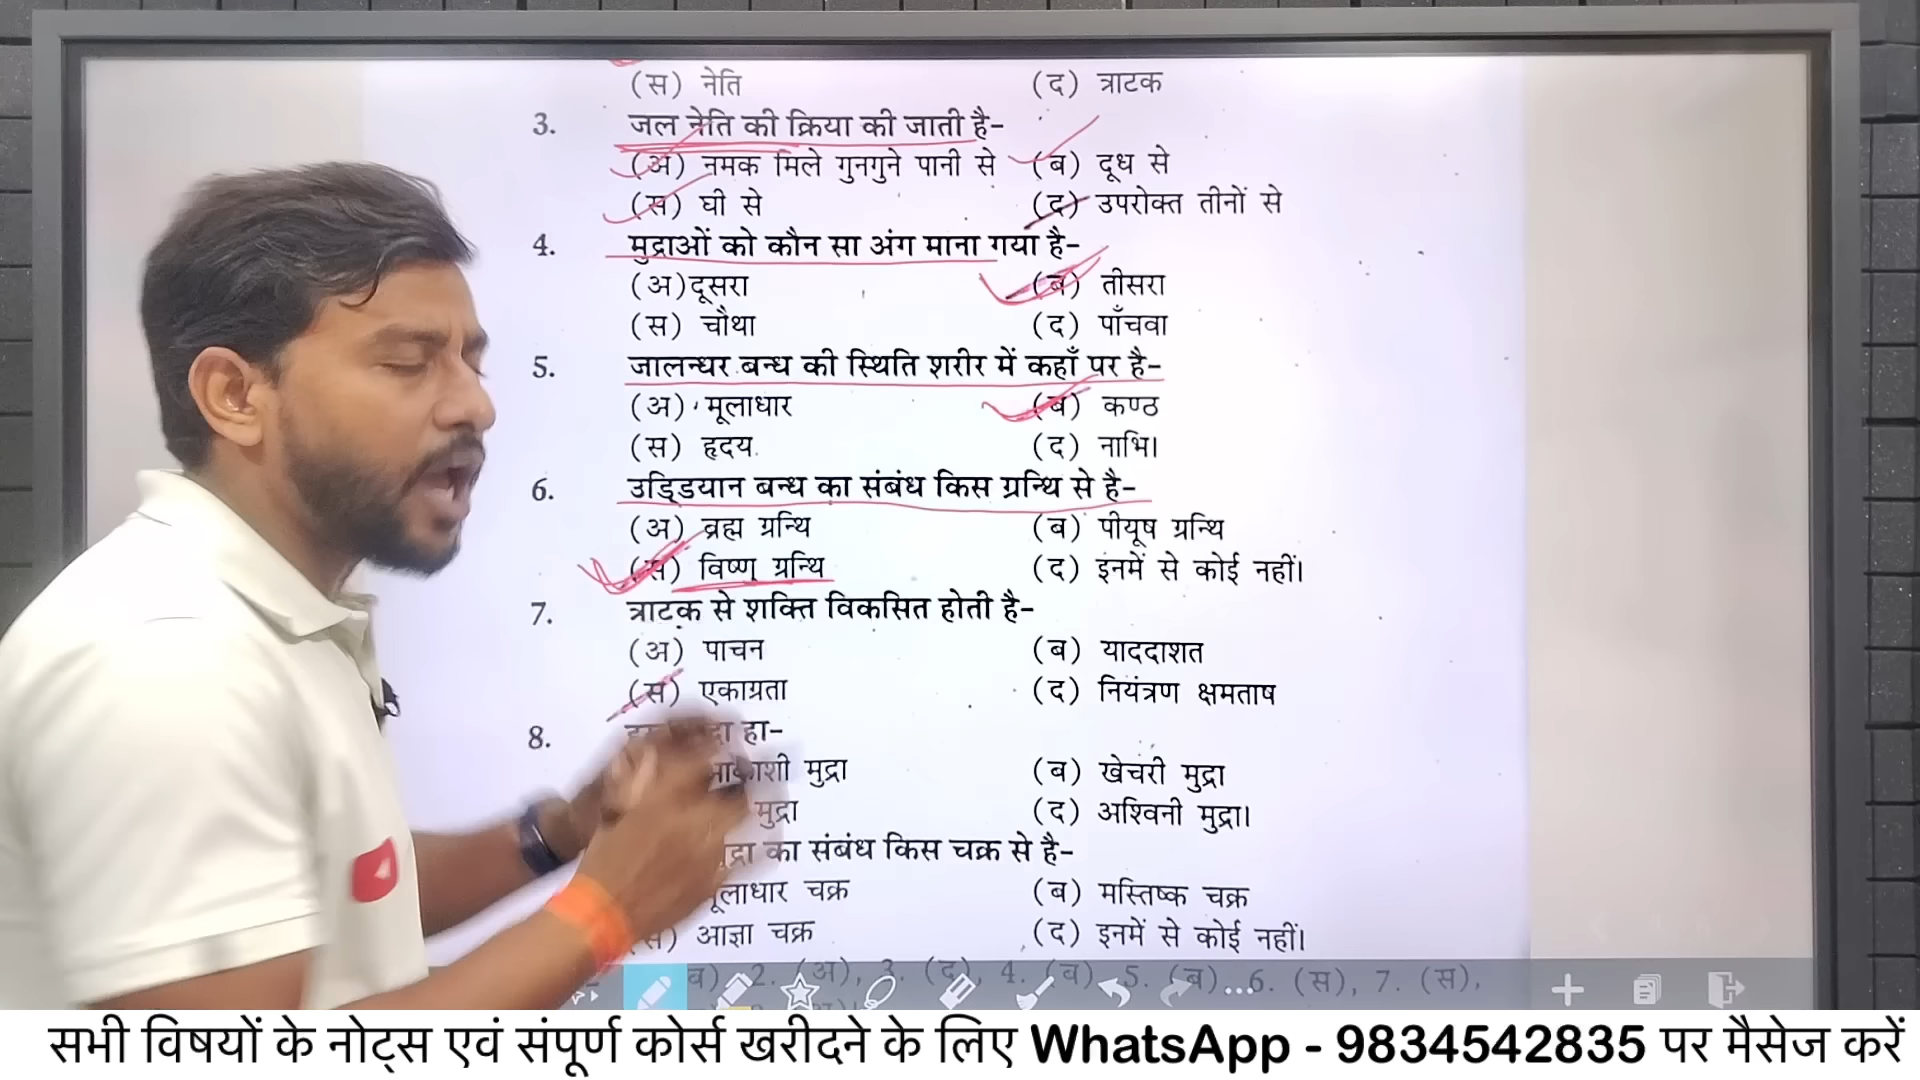 (स) नेति (द) त्राटक
3. जल नेति की क्रिया की जाती है-
(अ) नमक मिले गुनगुने पानी से (ब) दूध से
(स) घी से (द) उपरोक्त तीनों से
4. मुद्राओं को कौन सा अंग माना गया है-
(अ) दूसरा (ब) तीसरा
(स) चौथा (द) पाँचवा
5. जालन्धर बन्ध की स्थिति शरीर में कहाँ पर है-
(अ) मूलाधार (ब) कण्ठ
(स) हृदय (द) नाभि।
6. उड्डियान बन्ध का संबंध किस ग्रन्थि से है-
(अ) ब्रह्म ग्रन्थि (ब) पीयूष ग्रन्थि
(स) विष्णु ग्रन्थि (द) इनमें से कोई नहीं।
7. त्राटक से शक्ति विकसित होती है-
(अ) पाचन (ब) याददाशत
(स) एकाग्रता (द) नियंत्रण क्षमताष
8. हा-
मुद्रा (ब) खेचरी मुद्रा
मुद्रा (द) अश्विनी मुद्रा।
का संबंध किस चक्र से है-
चक्र (ब) मस्तिष्क चक्र
(स) आज्ञा चक्र (द) इनमें से कोई नहीं।
ब), 2. (अ), 3. (द), 4. (ब), 5. (ब), 6. (स), 7. (स),
सभी विषयों के नोट्स एवं संपूर्ण कोर्स खरीदने के लिए WhatsApp - 9834542835 पर मैसेज करें